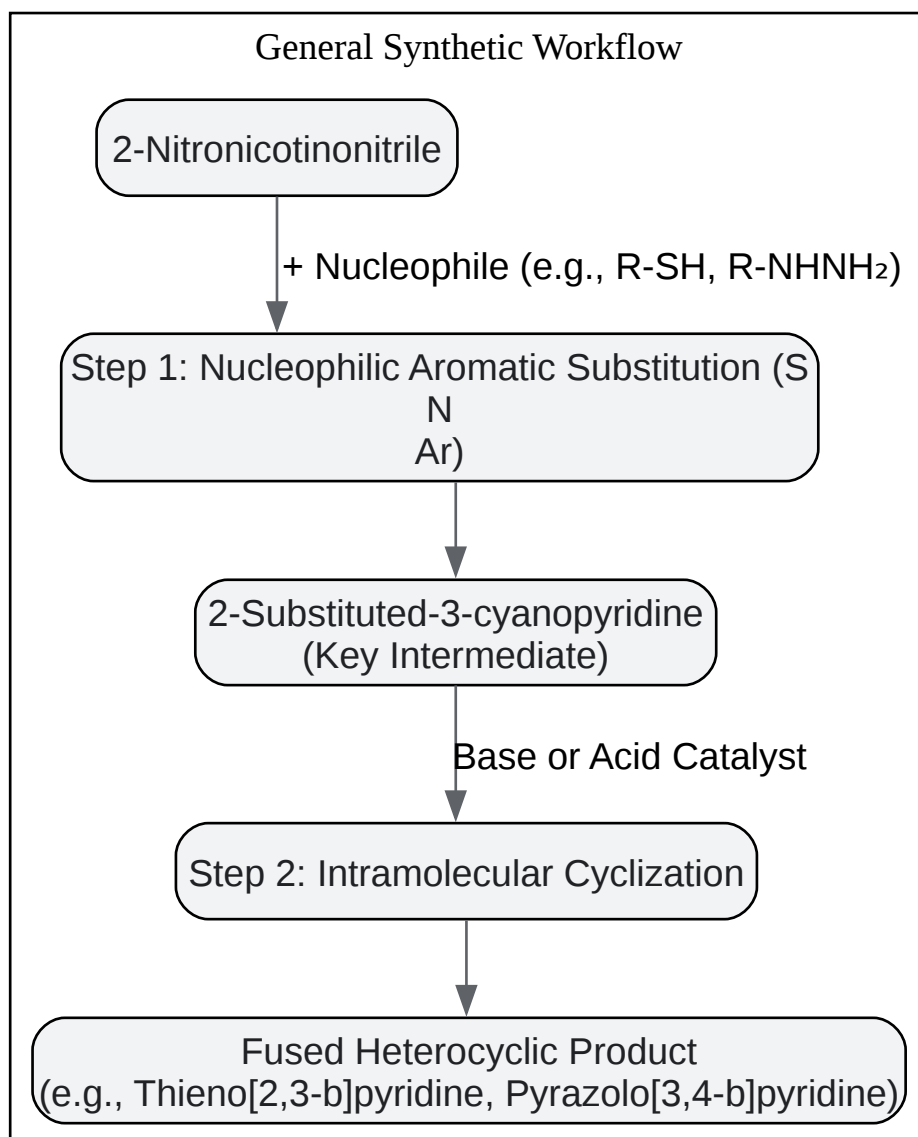 General Synthetic Workflow
2-Nitronicotinonitrile
+ Nucleophile (e.g., R-SH, R-NHNH₂)
Step 1: Nucleophilic Aromatic Substitution (S
N
Ar)
2-Substituted-3-cyanopyridine
(Key Intermediate)
Base or Acid Catalyst
Step 2: Intramolecular Cyclization
Fused Heterocyclic Product
(e.g., Thieno[2,3-b]pyridine, Pyrazolo[3,4-b]pyridine)